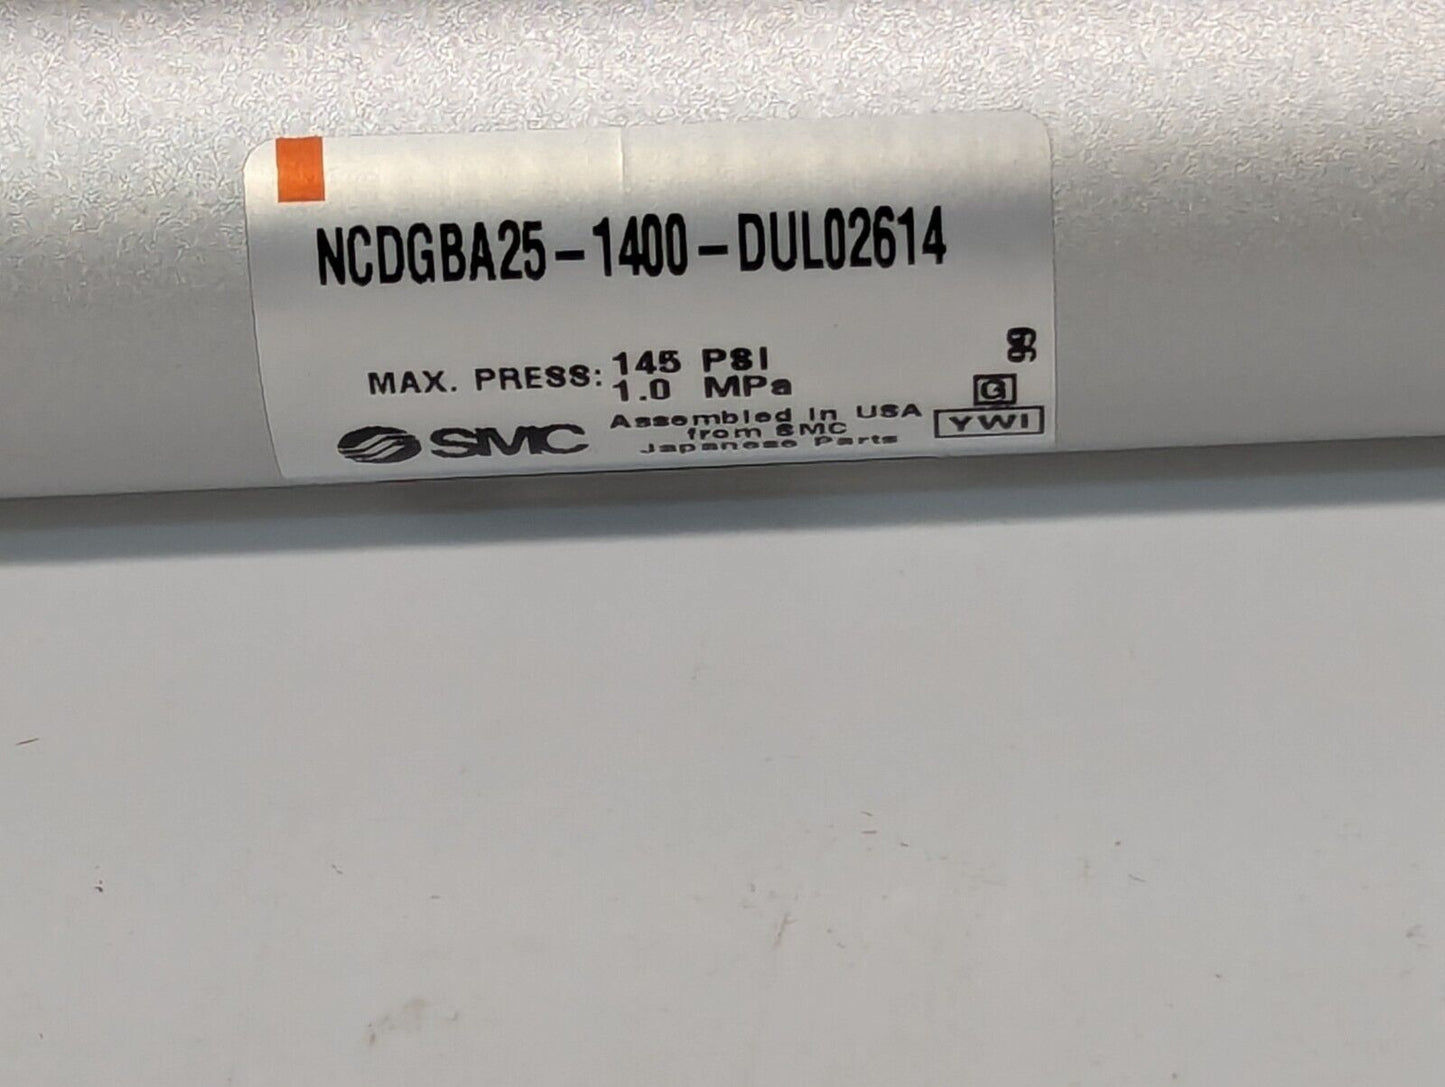 NCDGBA25-1400-DUL02614
MAX. PRESS: 145 PSI
1.0 MPa
SMC
Assembled in USA
from SMC
Japanese Parts
G
YWI